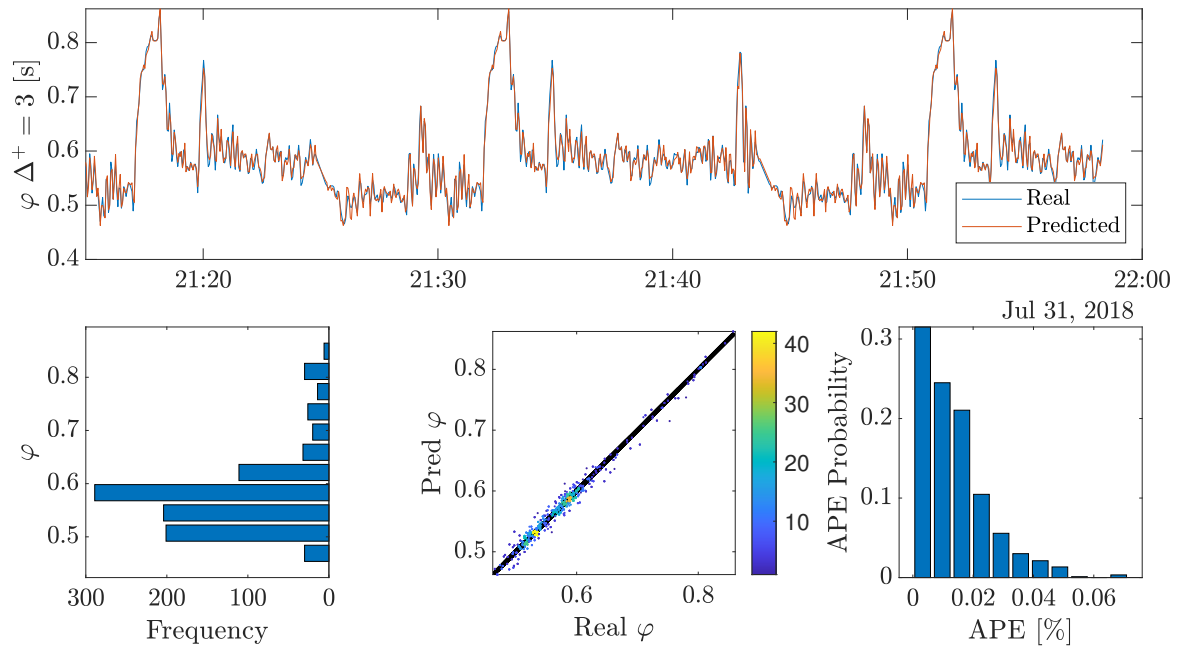 φ Δ⁺ = 3 [s]
0.8
0.7
0.6
0.5
0.4
Real
Predicted
21:20 21:30 21:40 21:50 22:00
Jul 31, 2018
φ
0.8
0.7
0.6
0.5
300 200 100 0
Frequency
Pred φ
0.8
0.7
0.6
0.5
0.6 0.8
Real φ
40
30
20
10
APE Probability
0.3
0.2
0.1
0
0 0.02 0.04 0.06
APE [%]